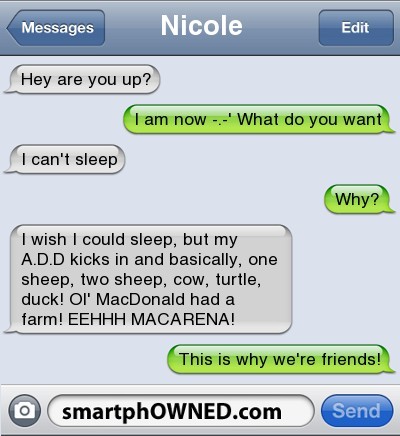 Messages
Nicole
Edit
Hey are you up?
I am now -.-' What do you want
I can't sleep
Why?
I wish I could sleep, but my
A.D.D kicks in and basically, one
sheep, two sheep, cow, turtle,
duck! Ol' MacDonald had a
farm! EEHHH MACARENA!
This is why we're friends!
smartphOWNED.com
Send